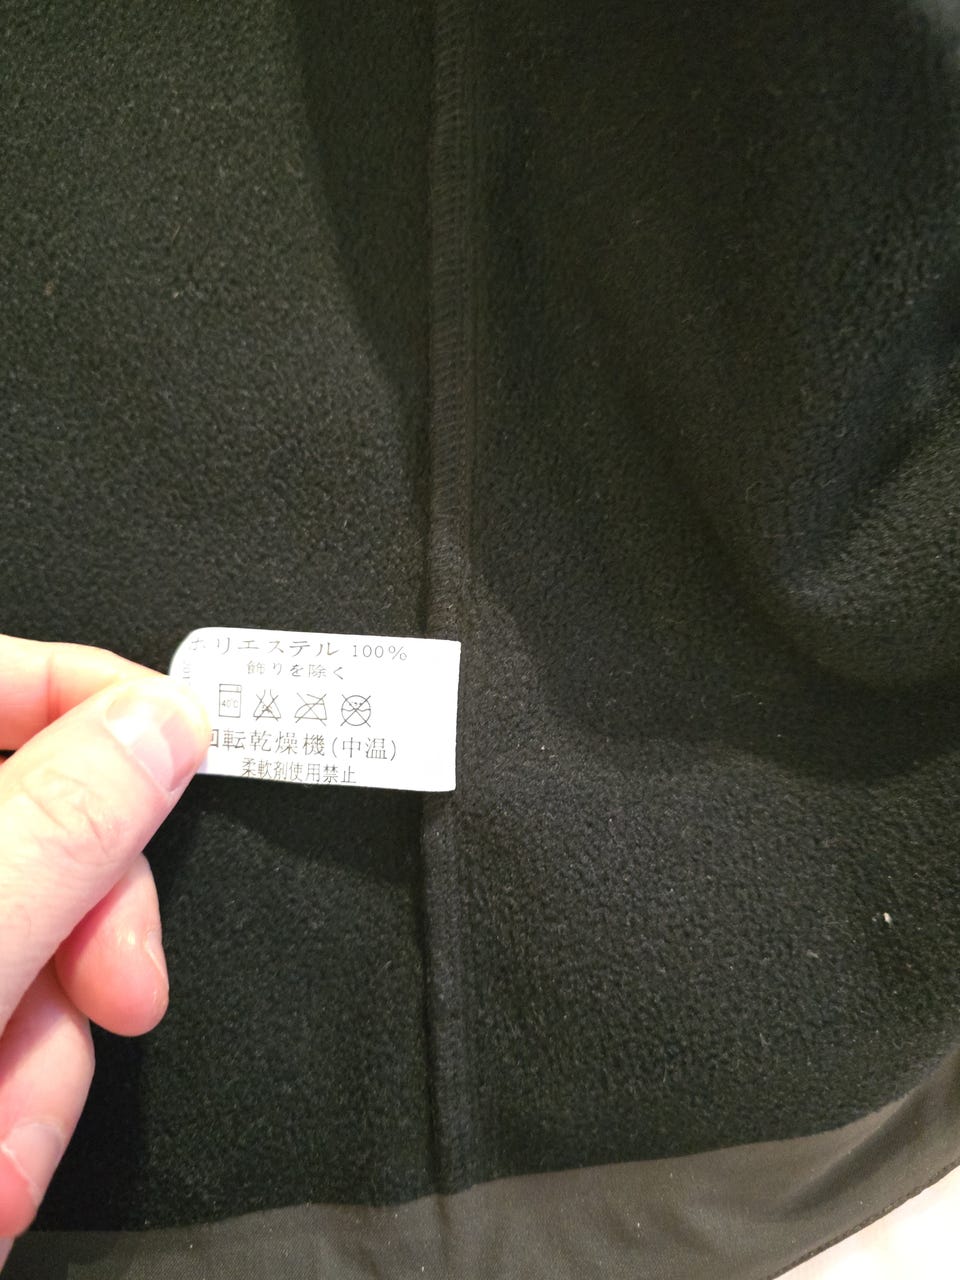 ポリエステル 100%
飾りを除く
40℃
回転乾燥機(中温)
柔軟剤使用禁止